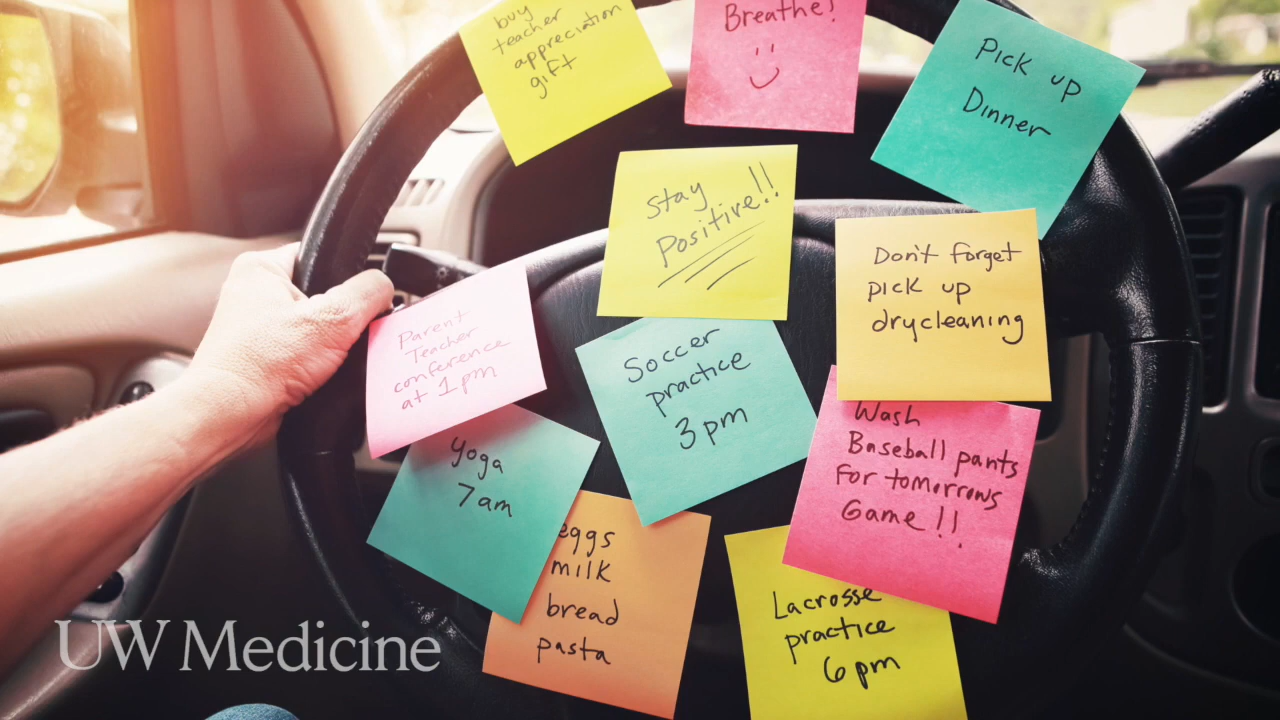 buy
teacher
appreciation
gift
Breathe!
Pick up
Dinner
Stay
Positive!!
Don't forget
pick up
drycleaning
Parent
Teacher
conference
at 1pm
Soccer
practice
3pm
Wash
Baseball pants
for tomorrows
Game!!
yoga
7am
eggs
milk
bread
pasta
Lacrosse
practice
6pm
UW Medicine